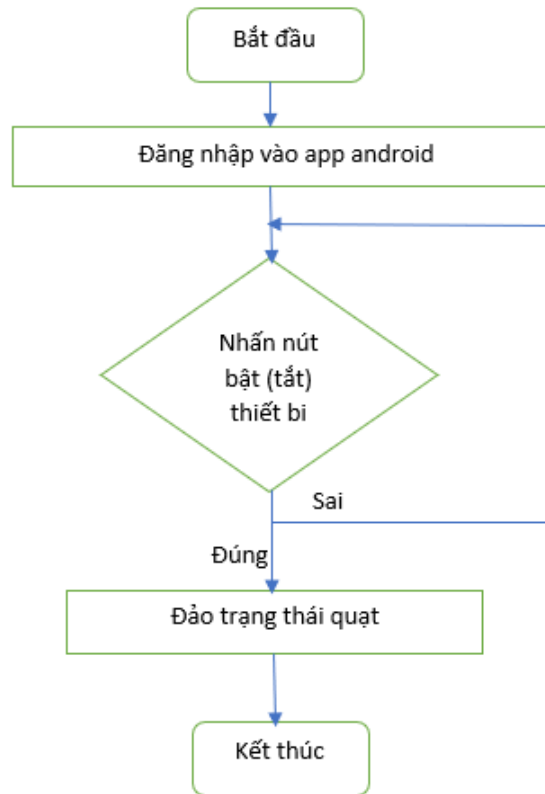 Bắt đầu
Đăng nhập vào app android
Nhấn nút
bật (tắt)
thiết bi
Sai
Đúng
Đảo trạng thái quạt
Kết thúc